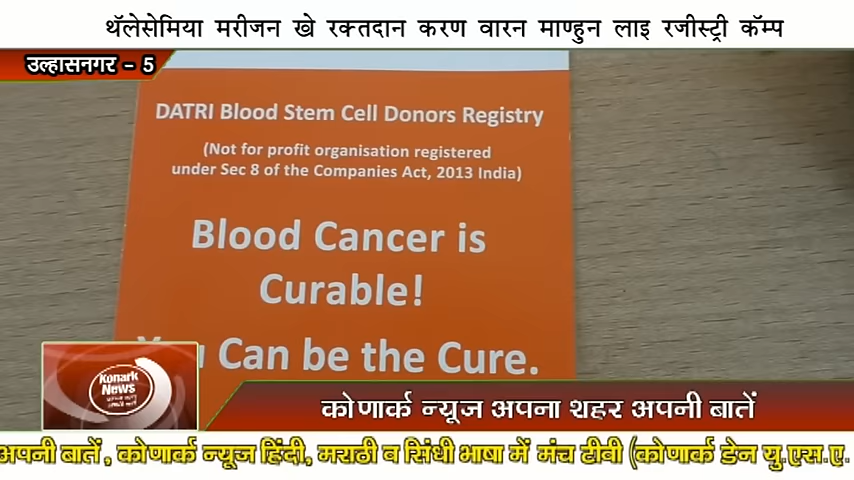 थॅलेसेमिया मरीजन खे रक्तदान करण वारन माण्हुन लाइ रजीस्ट्री कॅम्प
उल्हासनगर - 5
DATRI Blood Stem Cell Donors Registry
(Not for profit organisation registered
under Sec 8 of the Companies Act, 2013 India)
Blood Cancer is
Curable!
Can be the Cure.
Konark
News
कोणार्क न्यूज अपना शहर अपनी बातें
अपनी बातें, कोणार्क न्यूज हिंदी, मराठी व सिंधी भाषा में मंच टीवी (कोणार्क डेन यु.एस.ए.